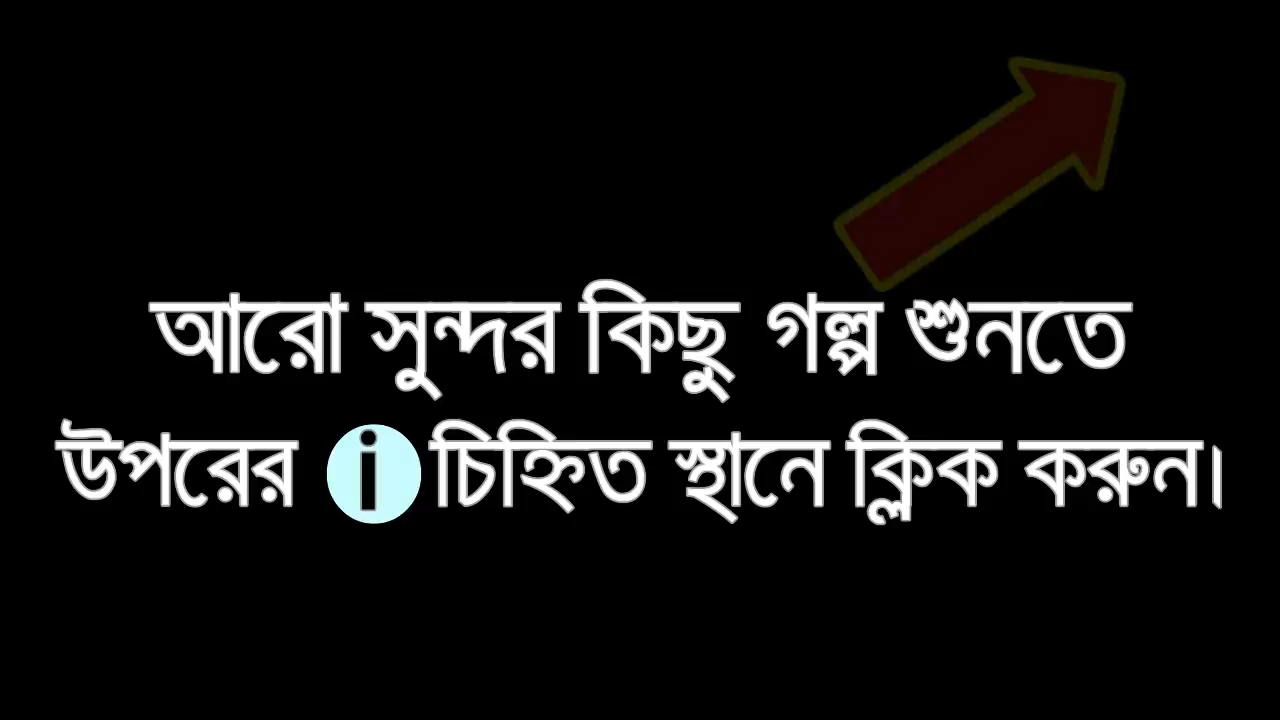 আরো সুন্দর কিছু গল্প শুনতে
উপরের i চিহ্নিত স্থানে ক্লিক করুন।